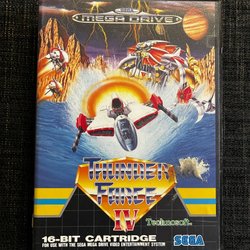 SEGA
MEGA DRIVE
THUNDER
FORCE
IV
Technosoft
16-BIT CARTRIDGE
FOR USE WITH THE SEGA MEGA DRIVE VIDEO ENTERTAINMENT SYSTEM
SEGA